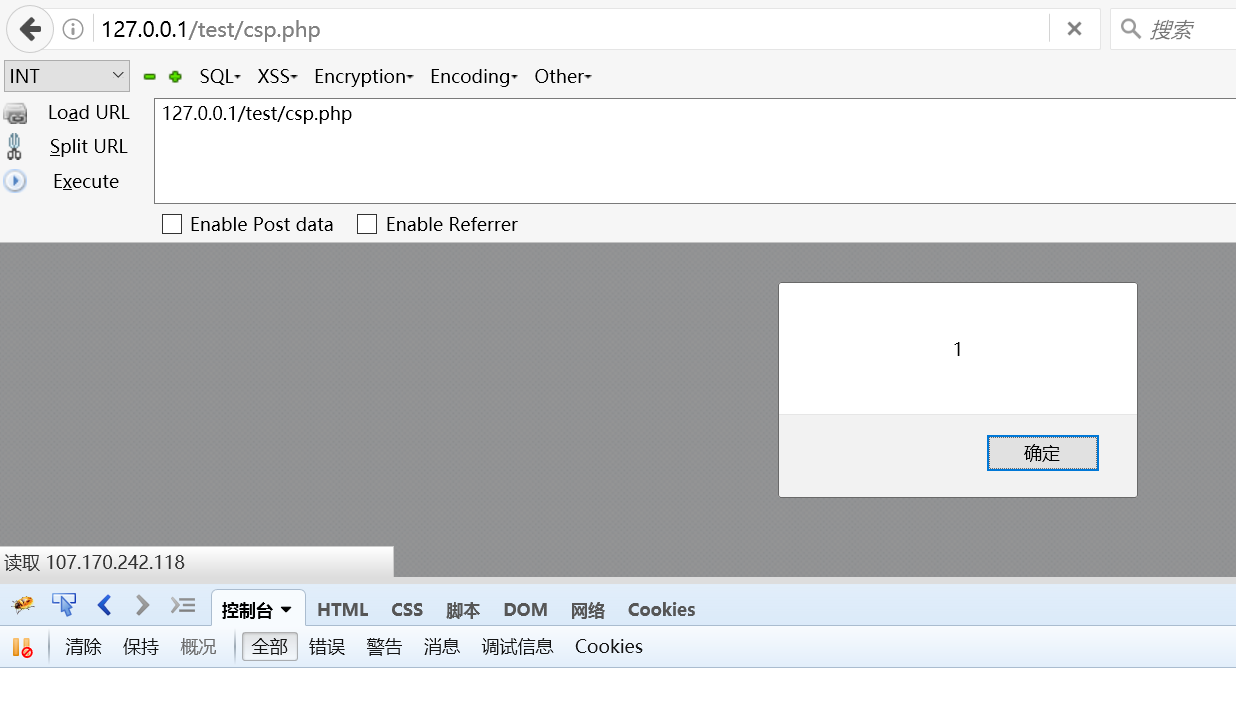 127.0.0.1/test/csp.php 搜索
INT SQL XSS Encryption Encoding Other
Load URL 127.0.0.1/test/csp.php
Split URL
Execute
Enable Post data Enable Referrer
1
确定
读取 107.170.242.118
控制台 HTML CSS 脚本 DOM 网络 Cookies
清除 保持 概况 全部 错误 警告 消息 调试信息 Cookies